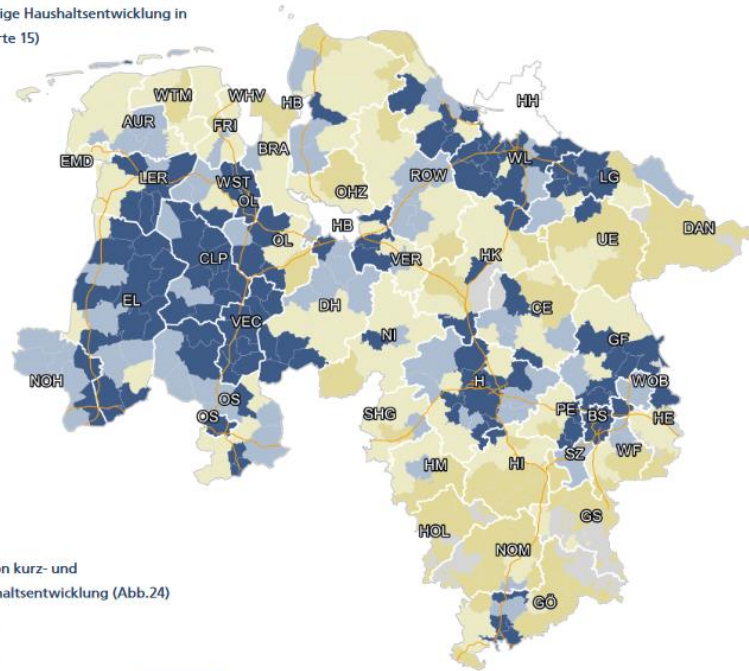 ige Haushaltsentwicklung in
rte 15)
HH
WTM
WHV
HB
AUR
FRI
BRA
EMD
LER
WST
OL
OHZ
ROW
WL
LG
HB
OL
VER
HK
UE
DAN
CLP
EL
DH
CE
VEC
NI
GF
NOH
H
WOB
OS
OS
SHG
PE
BS
HE
SZ
WF
HM
HI
GS
HOL
NOM
GÖ
on kurz- und
haltsentwicklung (Abb.24)